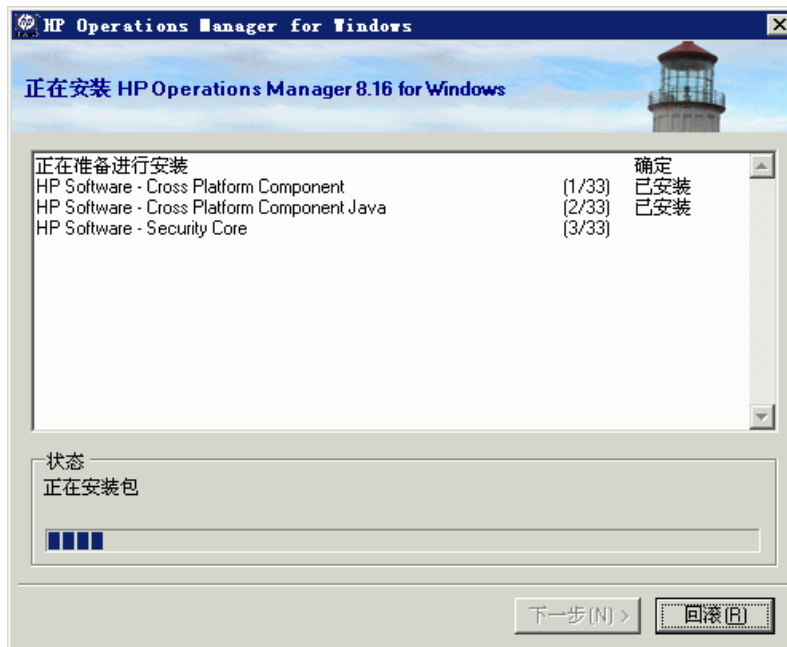 HP Operations Manager for Windows
正在安装 HP Operations Manager 8.16 for Windows
正在准备进行安装 确定
HP Software - Cross Platform Component (1/33) 已安装
HP Software - Cross Platform Component Java (2/33) 已安装
HP Software - Security Core (3/33)
状态
正在安装包
下一步(N) >
回滚(R)